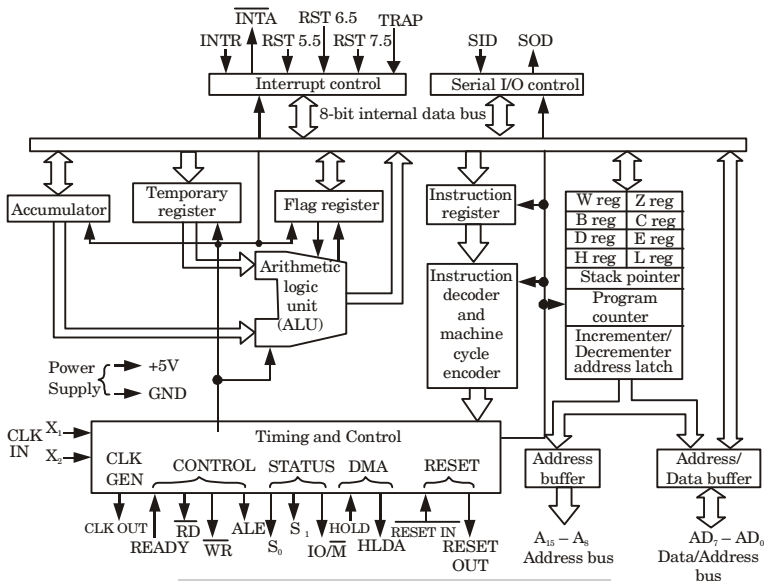 INTA
RST 6.5
TRAP
INTR
RST 5.5
RST 7.5
SID
SOD
Interrupt control
Serial I/O control
8-bit internal data bus
Accumulator
Temporary
register
Flag register
Instruction
register
W reg
Z reg
B reg
C reg
D reg
E reg
H reg
L reg
Stack pointer
Program
counter
Incrementer/
Decrementer
address latch
Arithmetic
logic
unit
(ALU)
Instruction
decoder
and
machine
cycle
encoder
Power
Supply
+5V
GND
CLK
IN
X₁
X₂
Timing and Control
CLK
GEN
CONTROL
STATUS
DMA
RESET
Address
buffer
Address/
Data buffer
CLK OUT
READY
RD
WR
ALE
S₀
S₁
IO/M
HOLD
HLDA
RESET IN
RESET
OUT
A₁₅ – A₈
Address bus
AD₇ – AD₀
Data/Address
bus